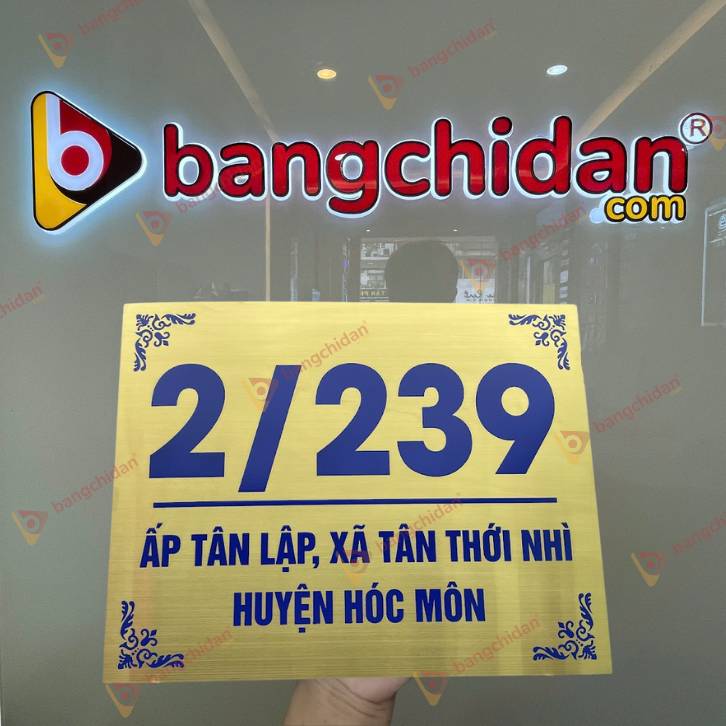 bangchidan®
com
2/239
ẤP TÂN LẬP, XÃ TÂN THỚI NHÌ
HUYỆN HÓC MÔN